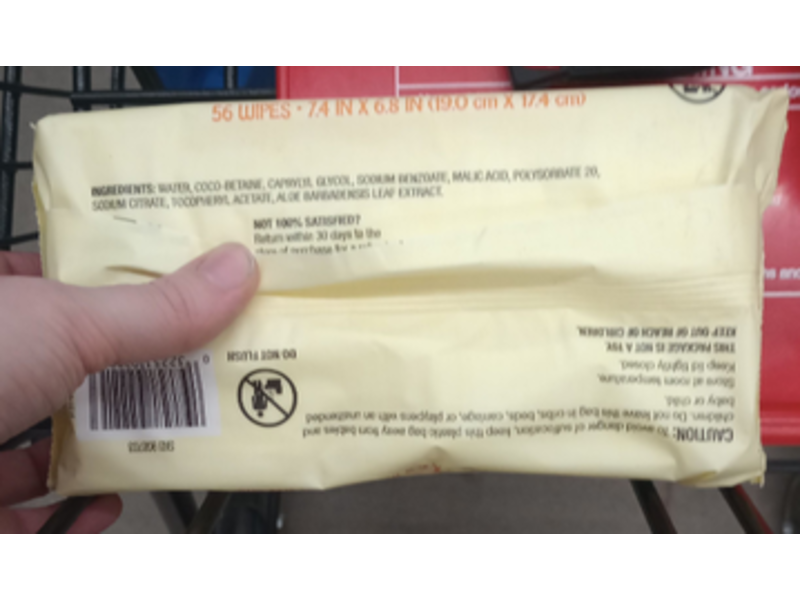 56 WIPES • 7.4 IN X 6.8 IN (19.0 cm X 17.4 cm)
INGREDIENTS: WATER, COCO-BETAINE, CAPRYLYL GLYCOL, SODIUM BENZOATE, MALIC ACID, POLYSORBATE 20,
SODIUM CITRATE, TOCOPHERYL ACETATE, ALOE BARBADENSIS LEAF EXTRACT.
NOT 100% SATISFIED?
Return within 30 days to the
CAUTION: To avoid danger of suffocation, keep this plastic bag away from babies and
children. Do not leave this bag in cribs, beds, carriage, or playpens with an unattended
baby or child.
Store at room temperature.
Keep lid tightly closed.
THIS PACKAGE IS NOT A TOY.
KEEP OUT OF REACH OF CHILDREN.
DO NOT FLUSH